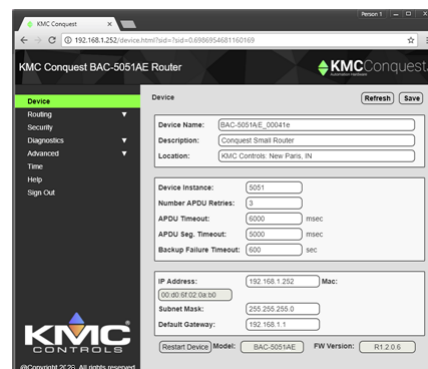 Person 1
KMC Conquest
192.168.1.252/device.html?sid=?sid=0.6986954681160169
KMC Conquest BAC-5051AE Router
KMCConquest
Automation Hardware
Device
Routing
Security
Diagnostics
Advanced
Time
Help
Sign Out
KMC
CONTROLS
@Copyright 2026. All rights reserved
Device
Refresh
Save
Device Name: BAC-5051AE_00041e
Description: Conquest Small Router
Location: KMC Controls: New Paris, IN
Device Instance: 5051
Number APDU Retries: 3
APDU Timeout: 6000 msec
APDU Seg. Timeout: 5000 msec
Backup Failure Timeout: 600 sec
IP Address: 192.168.1.252 Mac:
00:d0:6f:02:0a:b0
Subnet Mask: 255.255.255.0
Default Gateway: 192.168.1.1
Restart Device Model: BAC-5051AE FW Version: R1.2.0.6